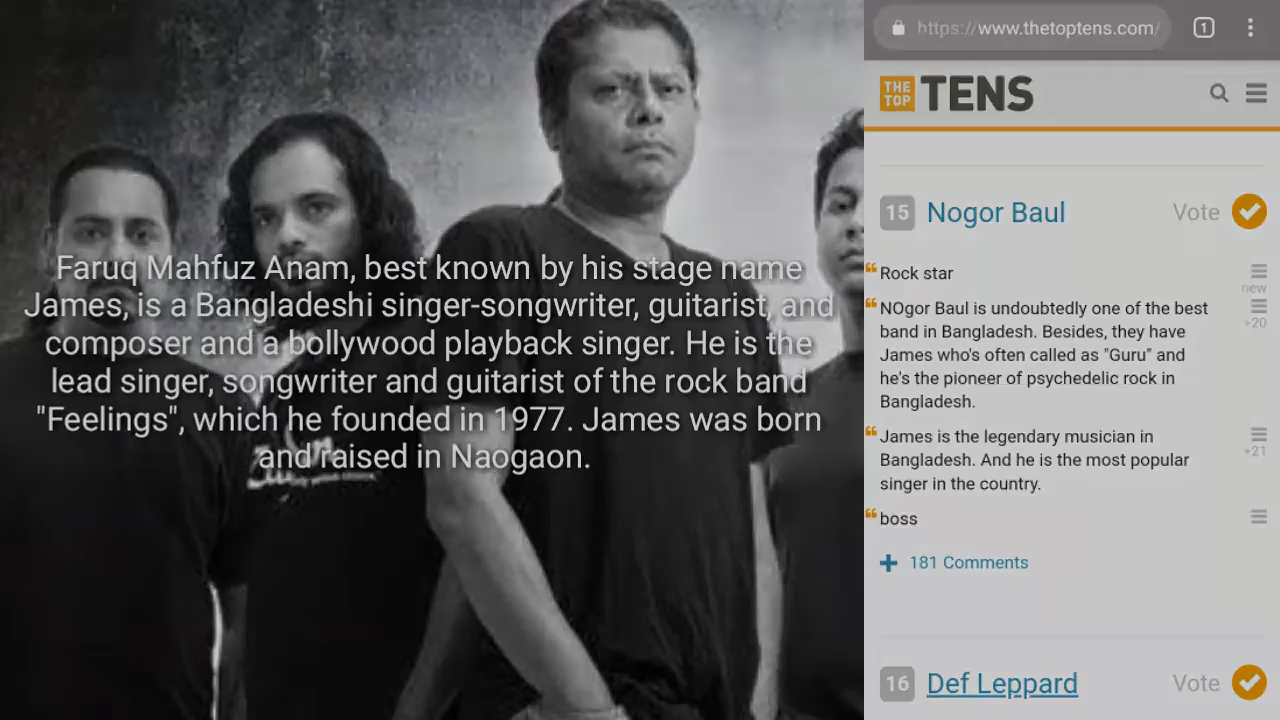 Faruq Mahfuz Anam, best known by his stage name
James, is a Bangladeshi singer-songwriter, guitarist, and
composer and a bollywood playback singer. He is the
lead singer, songwriter and guitarist of the rock band
"Feelings", which he founded in 1977. James was born
and raised in Naogaon.
https://www.thetoptens.com/
1
THE
TOP
TENS
15 Nogor Baul Vote
Rock star
new
NOgor Baul is undoubtedly one of the best
+20
band in Bangladesh. Besides, they have
James who's often called as "Guru" and
he's the pioneer of psychedelic rock in
Bangladesh.
James is the legendary musician in
+21
Bangladesh. And he is the most popular
singer in the country.
boss
+ 181 Comments
16 Def Leppard Vote